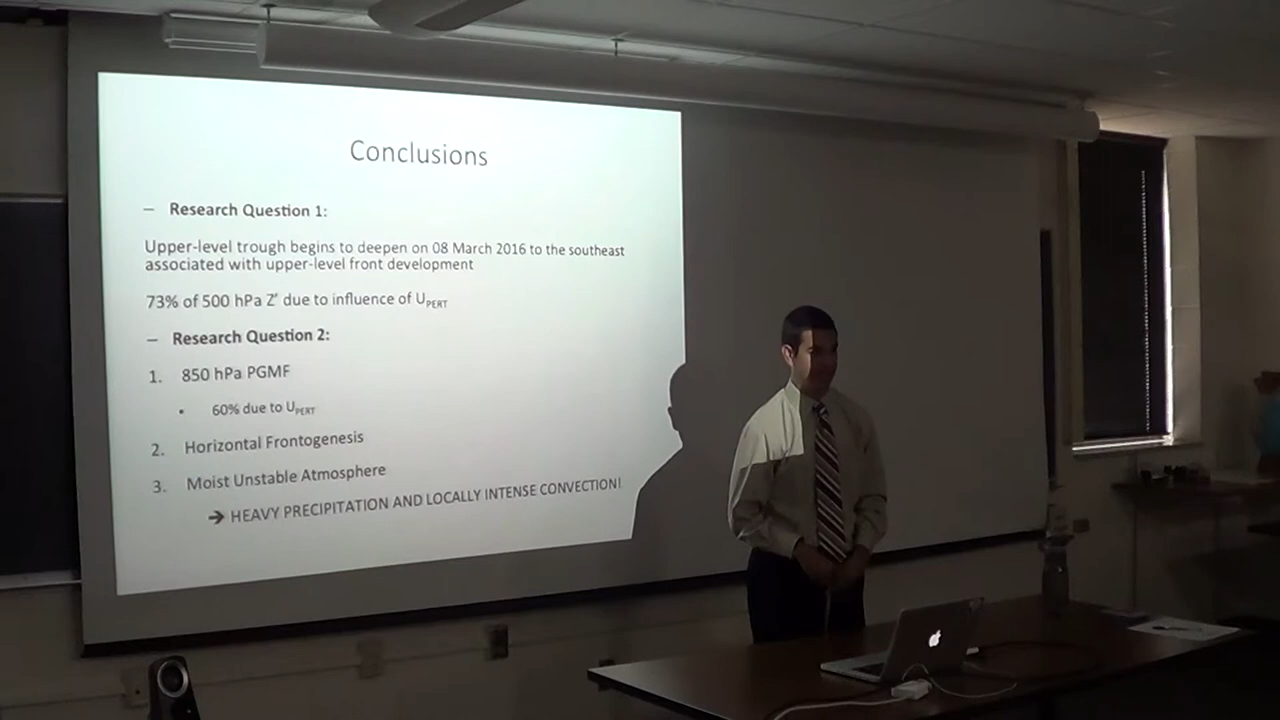 Conclusions
– Research Question 1:
Upper-level trough begins to deepen on 08 March 2016 to the southeast
associated with upper-level front development
73% of 500 hPa Z' due to influence of UPERT
– Research Question 2:
1. 850 hPa PGMF
▪ 60% due to UPERT
2. Horizontal Frontogenesis
3. Moist Unstable Atmosphere
→ HEAVY PRECIPITATION AND LOCALLY INTENSE CONVECTION!